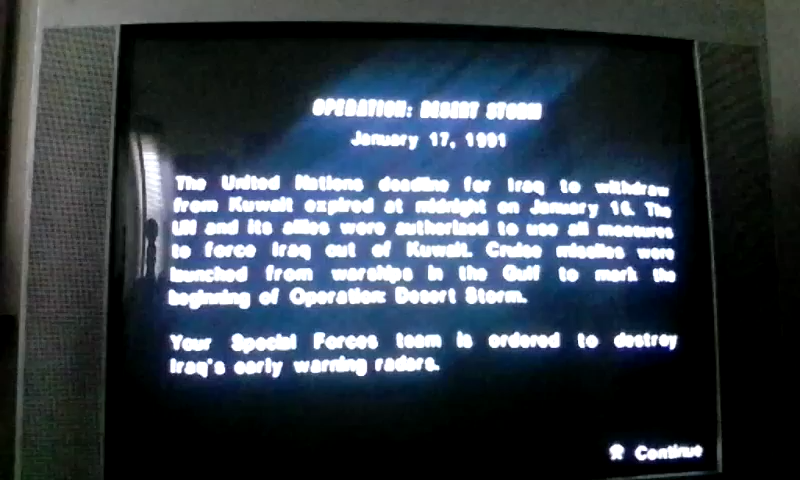 OPERATION: DESERT STORM
January 17, 1991
The United Nations deadline for Iraq to withdraw
from Kuwait expired at midnight on January 16. The
UN and its allies were authorized to use all measures
to force Iraq out of Kuwait. Cruise missiles were
launched from warships in the Gulf to mark the
beginning of Operation: Desert Storm.
Your Special Forces team is ordered to destroy
Iraq's early warning radars.
Continue